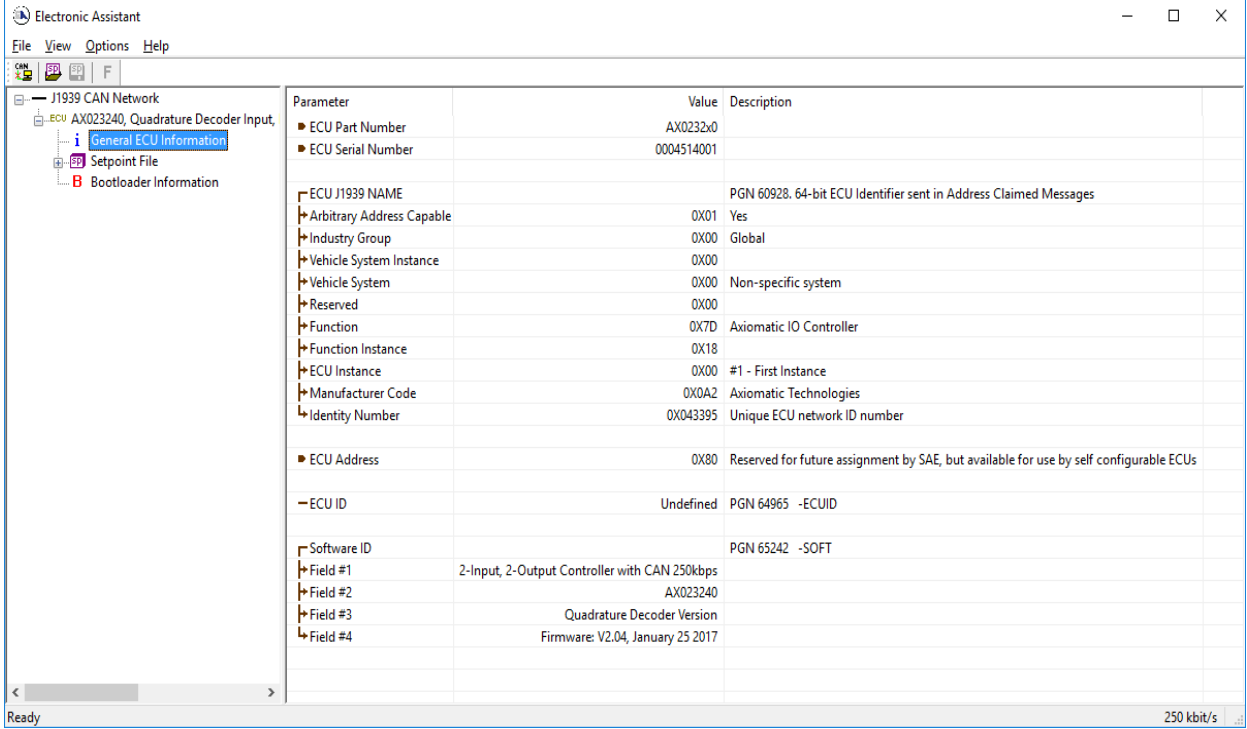 Electronic Assistant
File View Options Help
CAN SP SP F
J1939 CAN Network
ECU AX023240, Quadrature Decoder Input,
i General ECU Information
SP Setpoint File
B Bootloader Information
Parameter Value Description
ECU Part Number AX0232x0
ECU Serial Number 0004514001
ECU J1939 NAME PGN 60928. 64-bit ECU Identifier sent in Address Claimed Messages
Arbitrary Address Capable 0X01 Yes
Industry Group 0X00 Global
Vehicle System Instance 0X00
Vehicle System 0X00 Non-specific system
Reserved 0X00
Function 0X7D Axiomatic IO Controller
Function Instance 0X18
ECU Instance 0X00 #1 - First Instance
Manufacturer Code 0X0A2 Axiomatic Technologies
Identity Number 0X043395 Unique ECU network ID number
ECU Address 0X80 Reserved for future assignment by SAE, but available for use by self configurable ECUs
ECU ID Undefined PGN 64965 -ECUID
Software ID PGN 65242 -SOFT
Field #1 2-Input, 2-Output Controller with CAN 250kbps
Field #2 AX023240
Field #3 Quadrature Decoder Version
Field #4 Firmware: V2.04, January 25 2017
Ready 250 kbit/s